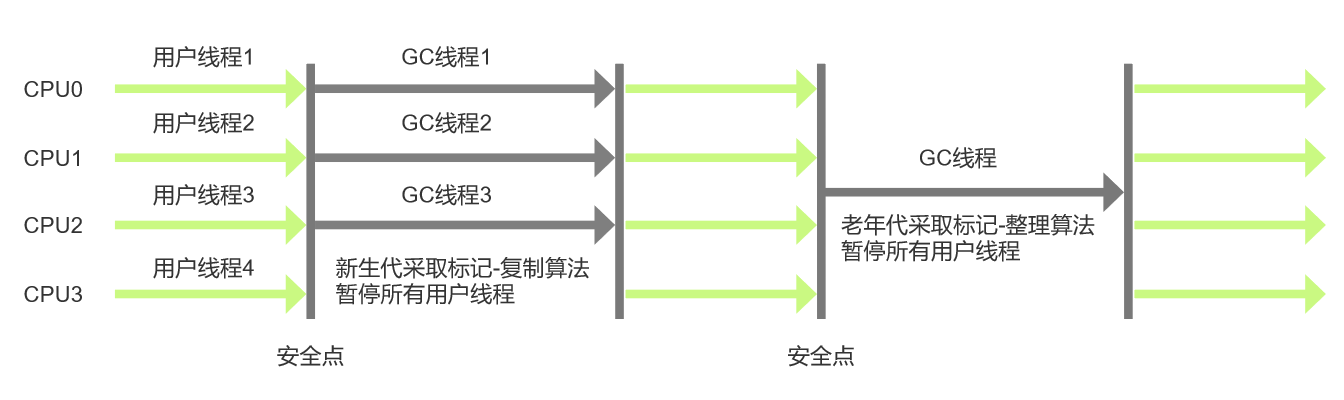 用户线程1
GC线程1
CPU0
用户线程2
GC线程2
CPU1
GC线程
用户线程3
GC线程3
CPU2
老年代采取标记-整理算法
暂停所有用户线程
用户线程4
新生代采取标记-复制算法
暂停所有用户线程
CPU3
安全点
安全点